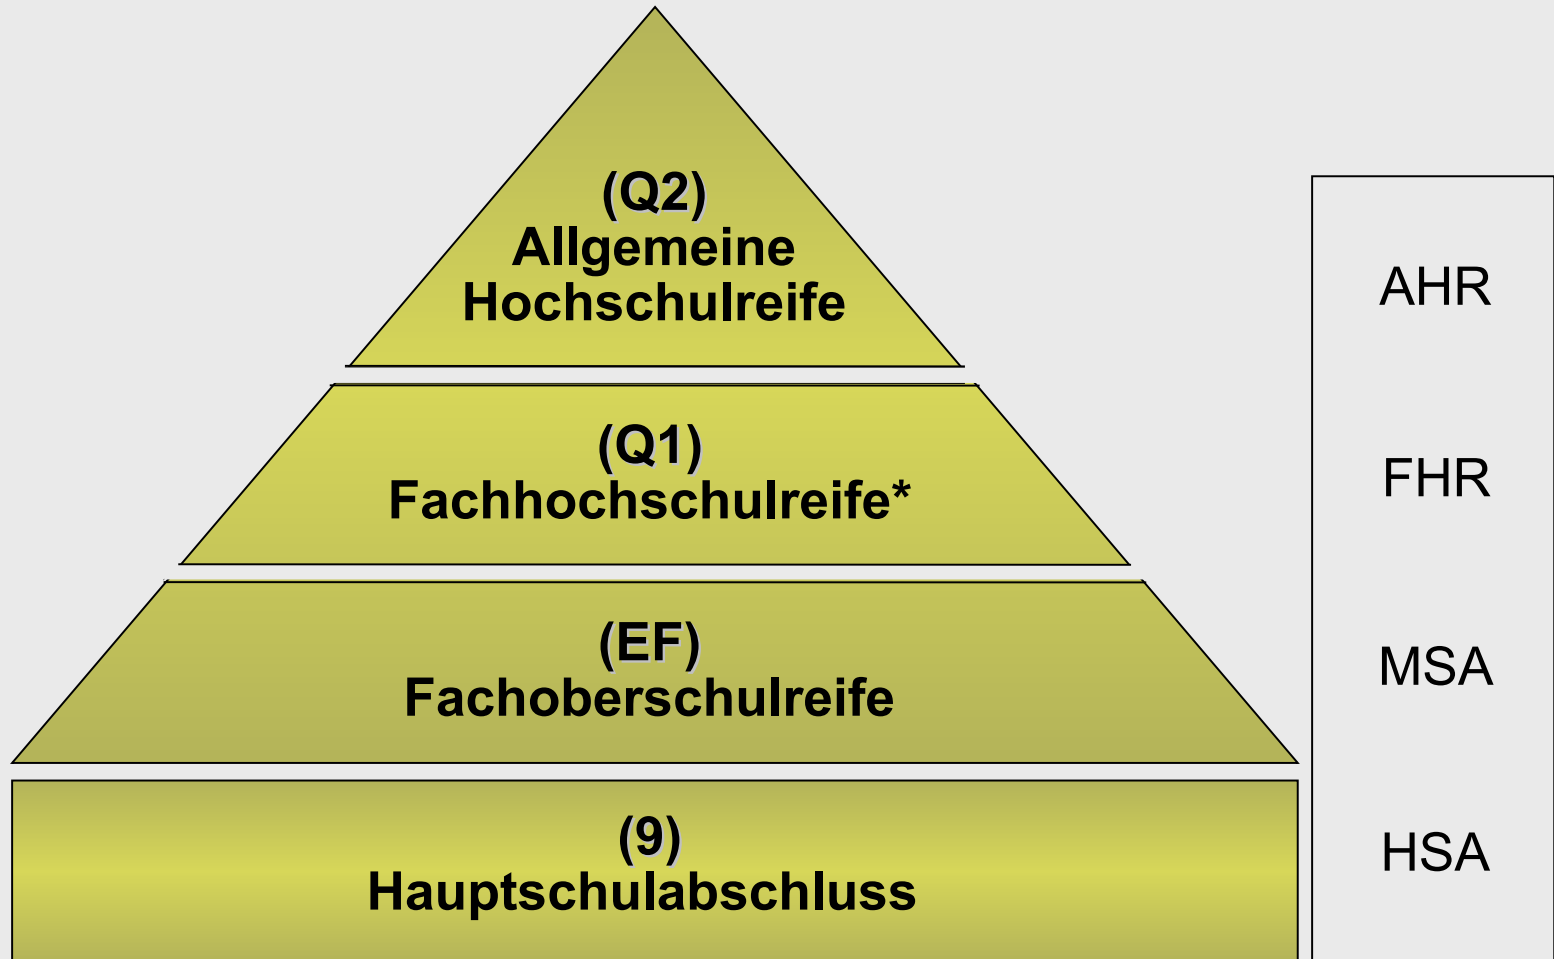 (Q2)
Allgemeine
Hochschulreife
AHR
(Q1)
Fachhochschulreife*
FHR
(EF)
Fachoberschulreife
MSA
(9)
Hauptschulabschluss
HSA